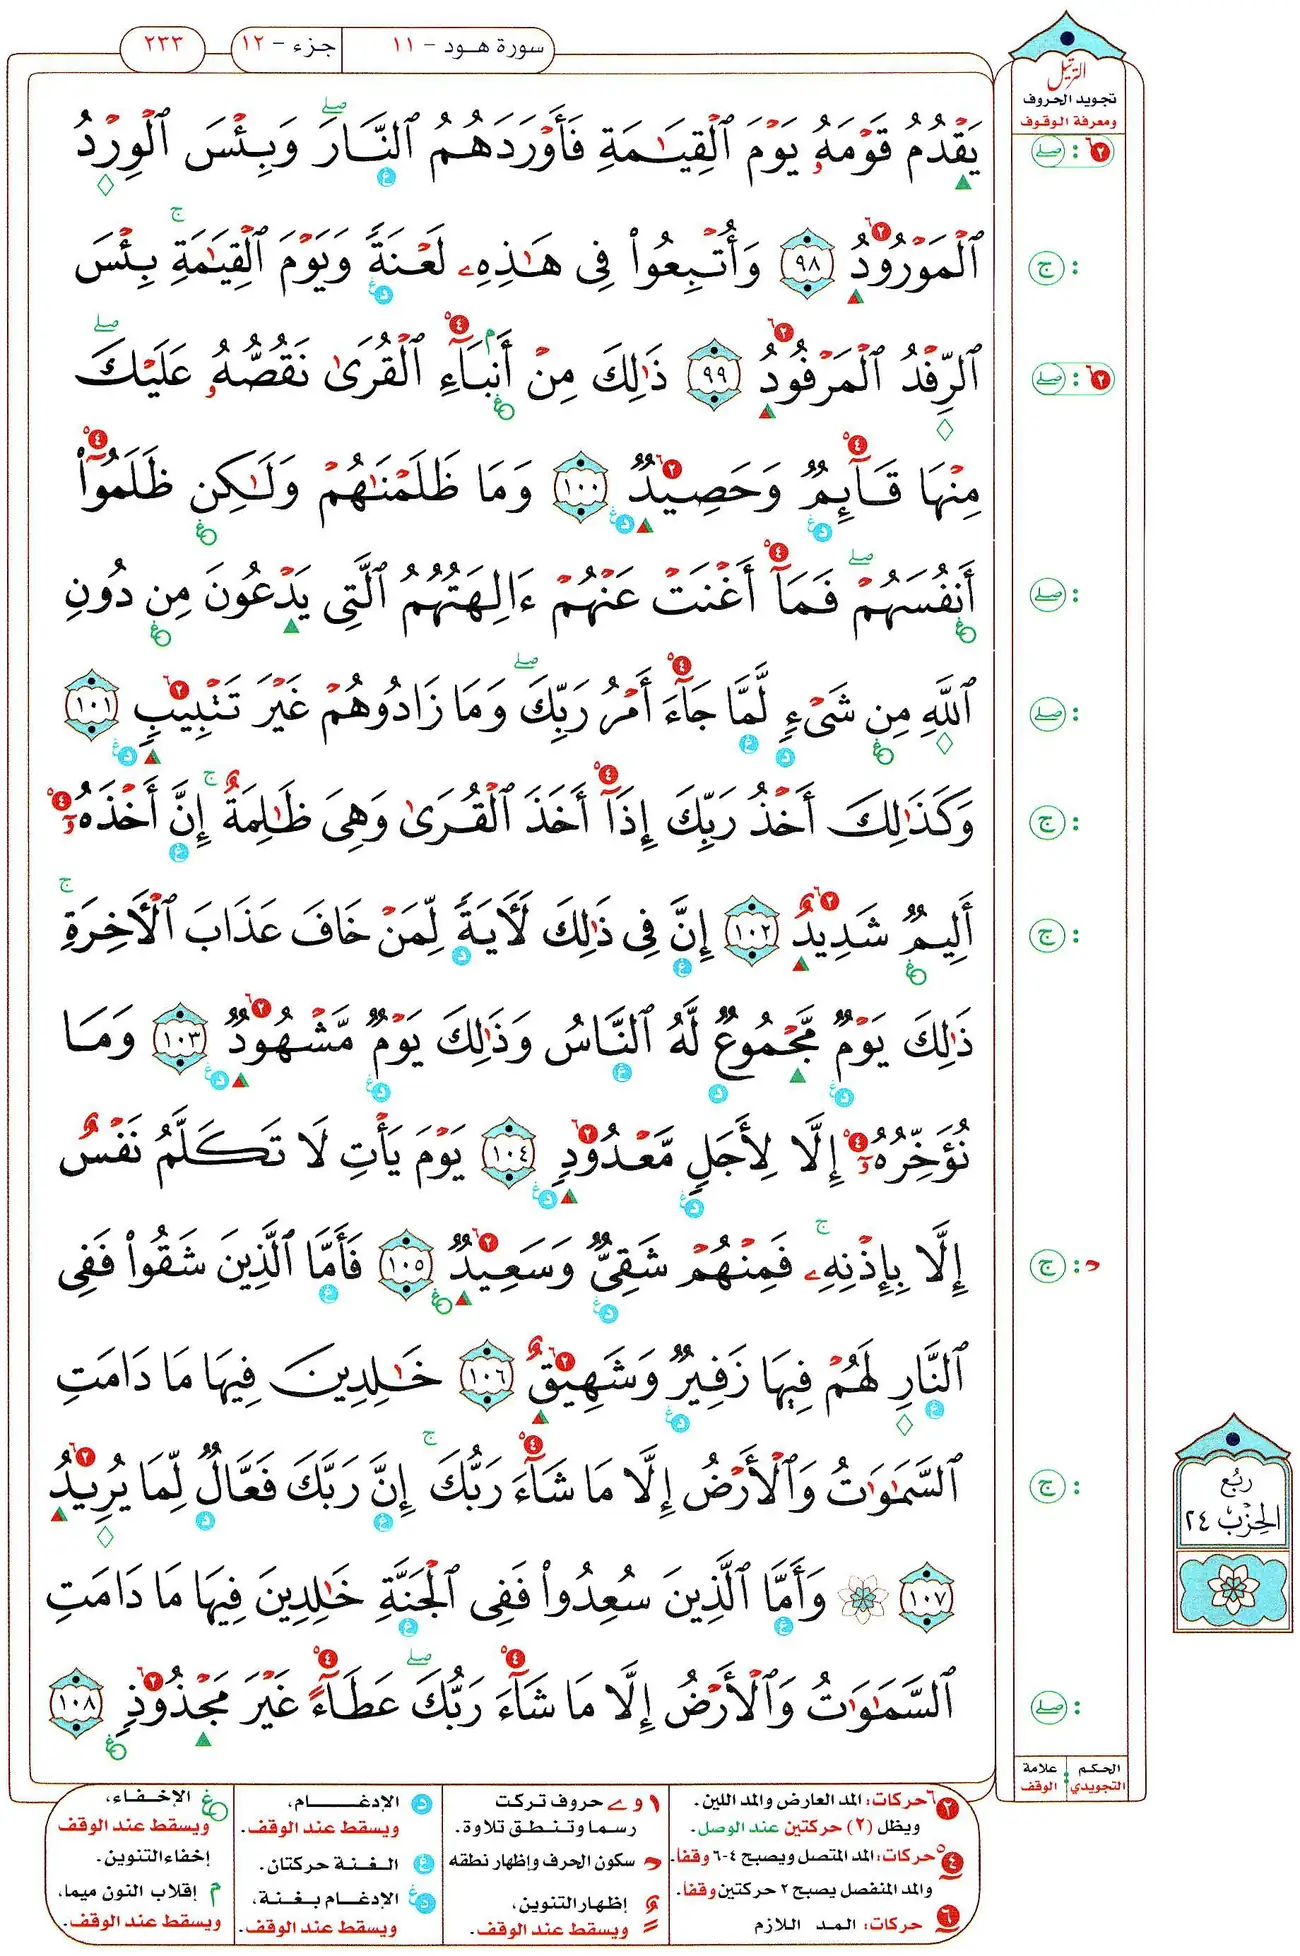 سورة هود - ١١
جزء - ١٢
٢٣٣
الترتيل
تجويد الحروف
ومعرفة الوقوف
يَقْدُمُ قَوْمَهُۥ يَوْمَ ٱلْقِيَـٰمَةِ فَأَوْرَدَهُمُ ٱلنَّارَ ۖ وَبِئْسَ ٱلْوِرْدُ
ٱلْمَوْرُودُ ٩٨ وَأُتْبِعُوا۟ فِى هَـٰذِهِۦ لَعْنَةً وَيَوْمَ ٱلْقِيَـٰمَةِ ۚ بِئْسَ
ٱلرِّفْدُ ٱلْمَرْفُودُ ٩٩ ذَٰلِكَ مِنْ أَنۢبَآءِ ٱلْقُرَىٰ نَقُصُّهُۥ عَلَيْكَ ۖ
مِنْهَا قَآئِمٌ وَحَصِيدٌ ١٠٠ وَمَا ظَلَمْنَـٰهُمْ وَلَـٰكِن ظَلَمُوٓا۟
أَنفُسَهُمْ ۖ فَمَآ أَغْنَتْ عَنْهُمْ ءَالِهَتُهُمُ ٱلَّتِى يَدْعُونَ مِن دُونِ
ٱللَّهِ مِن شَىْءٍ لَّمَّا جَآءَ أَمْرُ رَبِّكَ ۖ وَمَا زَادُوهُمْ غَيْرَ تَتْبِيبٍ ١٠١
وَكَذَٰلِكَ أَخْذُ رَبِّكَ إِذَآ أَخَذَ ٱلْقُرَىٰ وَهِىَ ظَـٰلِمَةٌ ۚ إِنَّ أَخْذَهُۥٓ
أَلِيمٌ شَدِيدٌ ١٠٢ إِنَّ فِى ذَٰلِكَ لَـَٔايَةً لِّمَنْ خَافَ عَذَابَ ٱلْـَٔاخِرَةِ ۚ
ذَٰلِكَ يَوْمٌ مَّجْمُوعٌ لَّهُ ٱلنَّاسُ وَذَٰلِكَ يَوْمٌ مَّشْهُودٌ ١٠٣ وَمَا
نُؤَخِّرُهُۥٓ إِلَّا لِأَجَلٍ مَّعْدُودٍ ١٠٤ يَوْمَ يَأْتِ لَا تَكَلَّمُ نَفْسٌ
إِلَّا بِإِذْنِهِۦ ۚ فَمِنْهُمْ شَقِىٌّ وَسَعِيدٌ ١٠٥ فَأَمَّا ٱلَّذِينَ شَقُوا۟ فَفِى
ٱلنَّارِ لَهُمْ فِيهَا زَفِيرٌ وَشَهِيقٌ ١٠٦ خَـٰلِدِينَ فِيهَا مَا دَامَتِ
ٱلسَّمَـٰوَٰتُ وَٱلْأَرْضُ إِلَّا مَا شَآءَ رَبُّكَ ۚ إِنَّ رَبَّكَ فَعَّالٌ لِّمَا يُرِيدُ
١٠٧ ۞ وَأَمَّا ٱلَّذِينَ سُعِدُوا۟ فَفِى ٱلْجَنَّةِ خَـٰلِدِينَ فِيهَا مَا دَامَتِ
ٱلسَّمَـٰوَٰتُ وَٱلْأَرْضُ إِلَّا مَا شَآءَ رَبُّكَ ۖ عَطَآءً غَيْرَ مَجْذُوذٍ ١٠٨
ربع
الحزب ٢٤
الحكم التجويدي : علامة الوقف
٢ ٦ حركات: المد العارض والمد اللين.
ويظل (٢) حركتين عند الوصل.
٤ ٥ حركات: المد المتصل ويصبح ٤-٦ وقفاً.
والمد المنفصل يصبح ٢ حركتين وقفاً.
٦ حركات: المد اللازم
ا و ے حروف تركت
رسما وتنطق تلاوة.
سكون الحرف وإظهار نطقه
إظهار التنوين،
ويسقط عند الوقف.
د الإدغام،
ويسقط عند الوقف.
غ الغنة حركتان.
الإدغام بغنة،
ويسقط عند الوقف.
الإخفاء،
ويسقط عند الوقف
إخفاء التنوين.
م إقلاب النون ميما،
ويسقط عند الوقف.